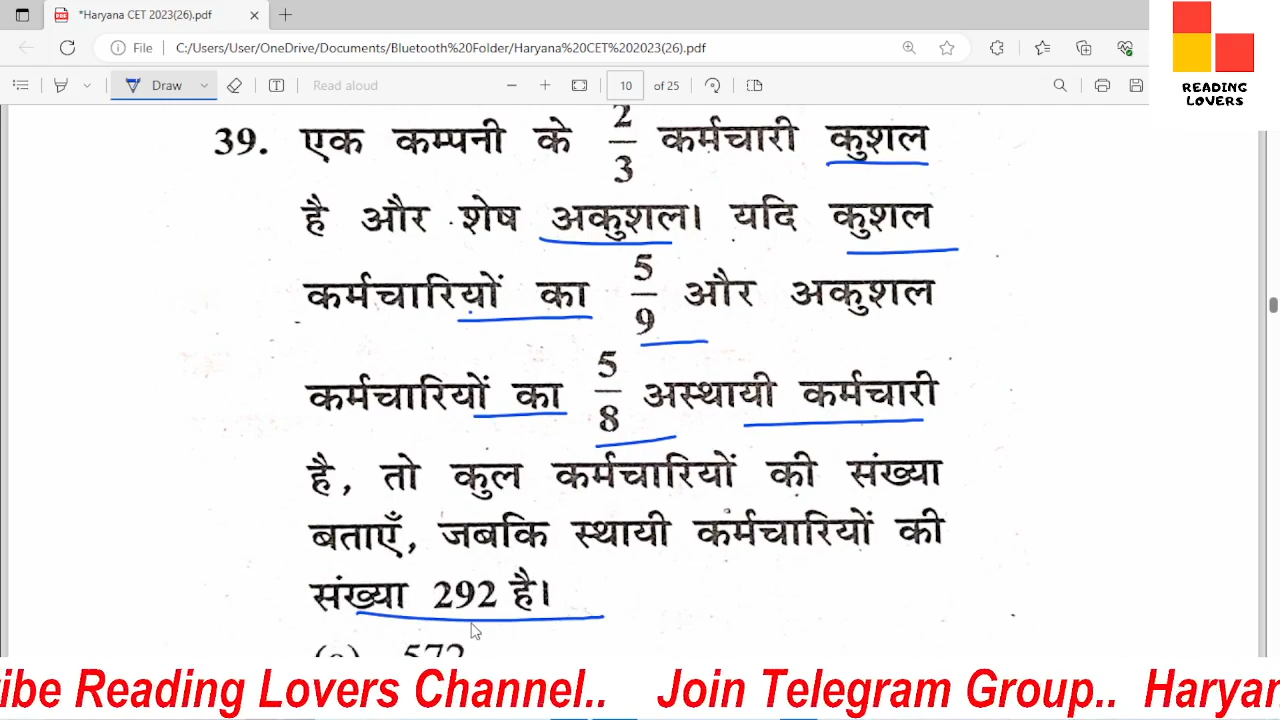 *Haryana CET 2023(26).pdf
File C:/Users/User/OneDrive/Documents/Bluetooth%20Folder/Haryana%20CET%202023(26).pdf
Draw Read aloud 10 of 25
READING
LOVERS
39. एक कम्पनी के 2/3 कर्मचारी कुशल
है और शेष अकुशल। यदि कुशल
कर्मचारियों का 5/9 और अकुशल
कर्मचारियों का 5/8 अस्थायी कर्मचारी
है, तो कुल कर्मचारियों की संख्या
बताएँ, जबकि स्थायी कर्मचारियों की
संख्या 292 है।
572
ibe Reading Lovers Channel.. Join Telegram Group.. Haryan